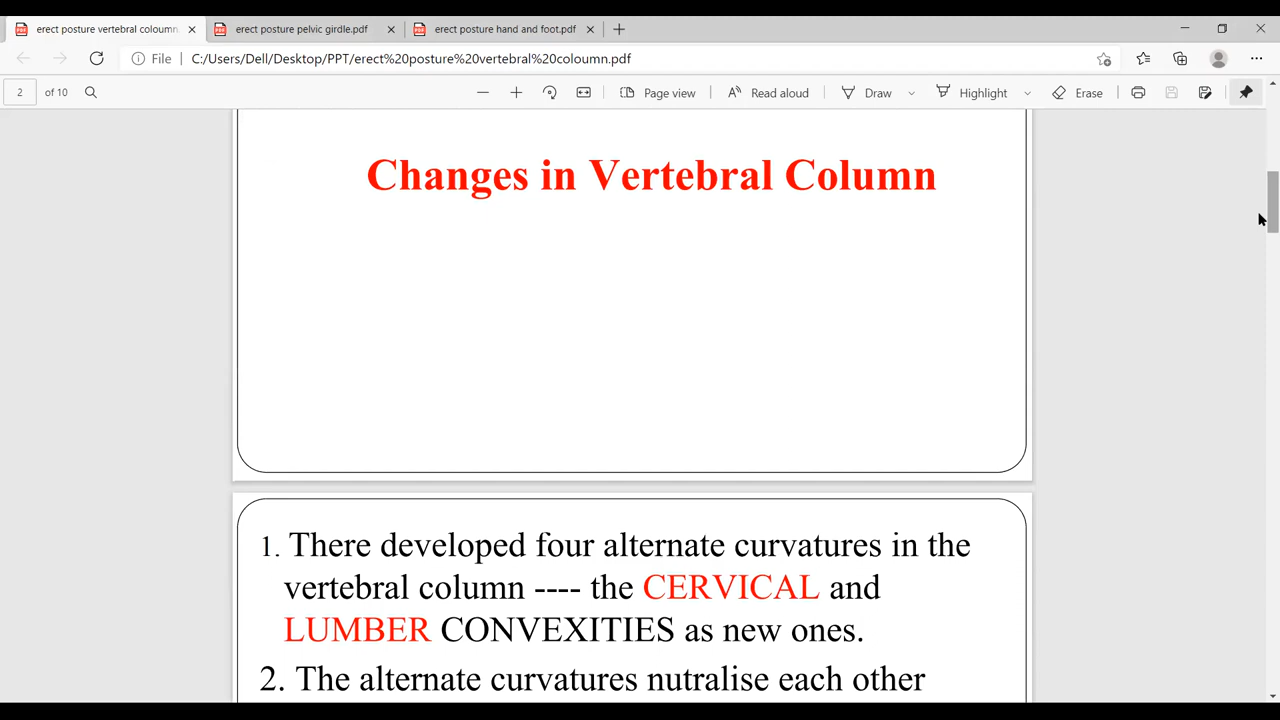 erect posture vertebral coloumn.
erect posture pelvic girdle.pdf
erect posture hand and foot.pdf
File
C:/Users/Dell/Desktop/PPT/erect%20posture%20vertebral%20coloumn.pdf
2 of 10
Page view
Read aloud
Draw
Highlight
Erase
Changes in Vertebral Column
1. There developed four alternate curvatures in the
vertebral column ---- the CERVICAL and
LUMBER CONVEXITIES as new ones.
2. The alternate curvatures nutralise each other